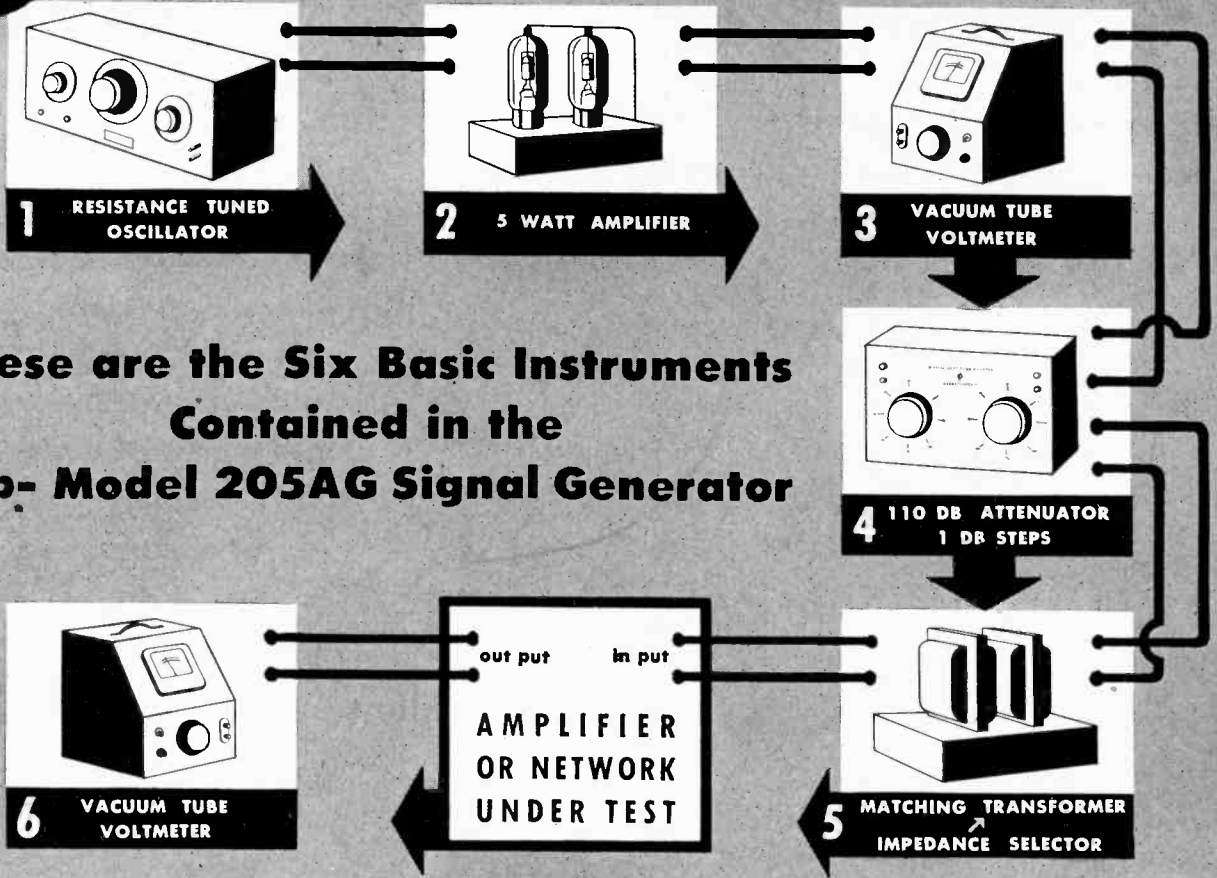 1 RESISTANCE TUNED
OSCILLATOR
2 5 WATT AMPLIFIER
3 VACUUM TUBE
VOLTMETER
ese are the Six Basic Instruments
Contained in the
p- Model 205AG Signal Generator
4 110 DB ATTENUATOR
1 DB STEPS
5 MATCHING TRANSFORMER
IMPEDANCE SELECTOR
out put in put
AMPLIFIER
OR NETWORK
UNDER TEST
6 VACUUM TUBE
VOLTMETER